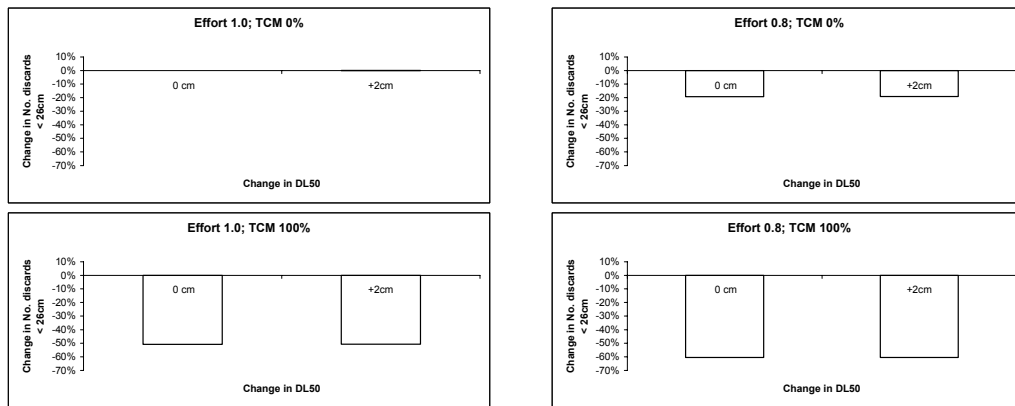 Effort 1.0; TCM 0%
Change in No. discards
< 26cm
10%
0%
-10%
-20%
-30%
-40%
-50%
-60%
-70%
0 cm
+2cm
Change in DL50
Effort 0.8; TCM 0%
Change in No. discards
< 26cm
10%
0%
-10%
-20%
-30%
-40%
-50%
-60%
-70%
0 cm
+2cm
Change in DL50
Effort 1.0; TCM 100%
Change in No. discards
< 26cm
10%
0%
-10%
-20%
-30%
-40%
-50%
-60%
-70%
0 cm
+2cm
Change in DL50
Effort 0.8; TCM 100%
Change in No. discards
< 26cm
10%
0%
-10%
-20%
-30%
-40%
-50%
-60%
-70%
0 cm
+2cm
Change in DL50